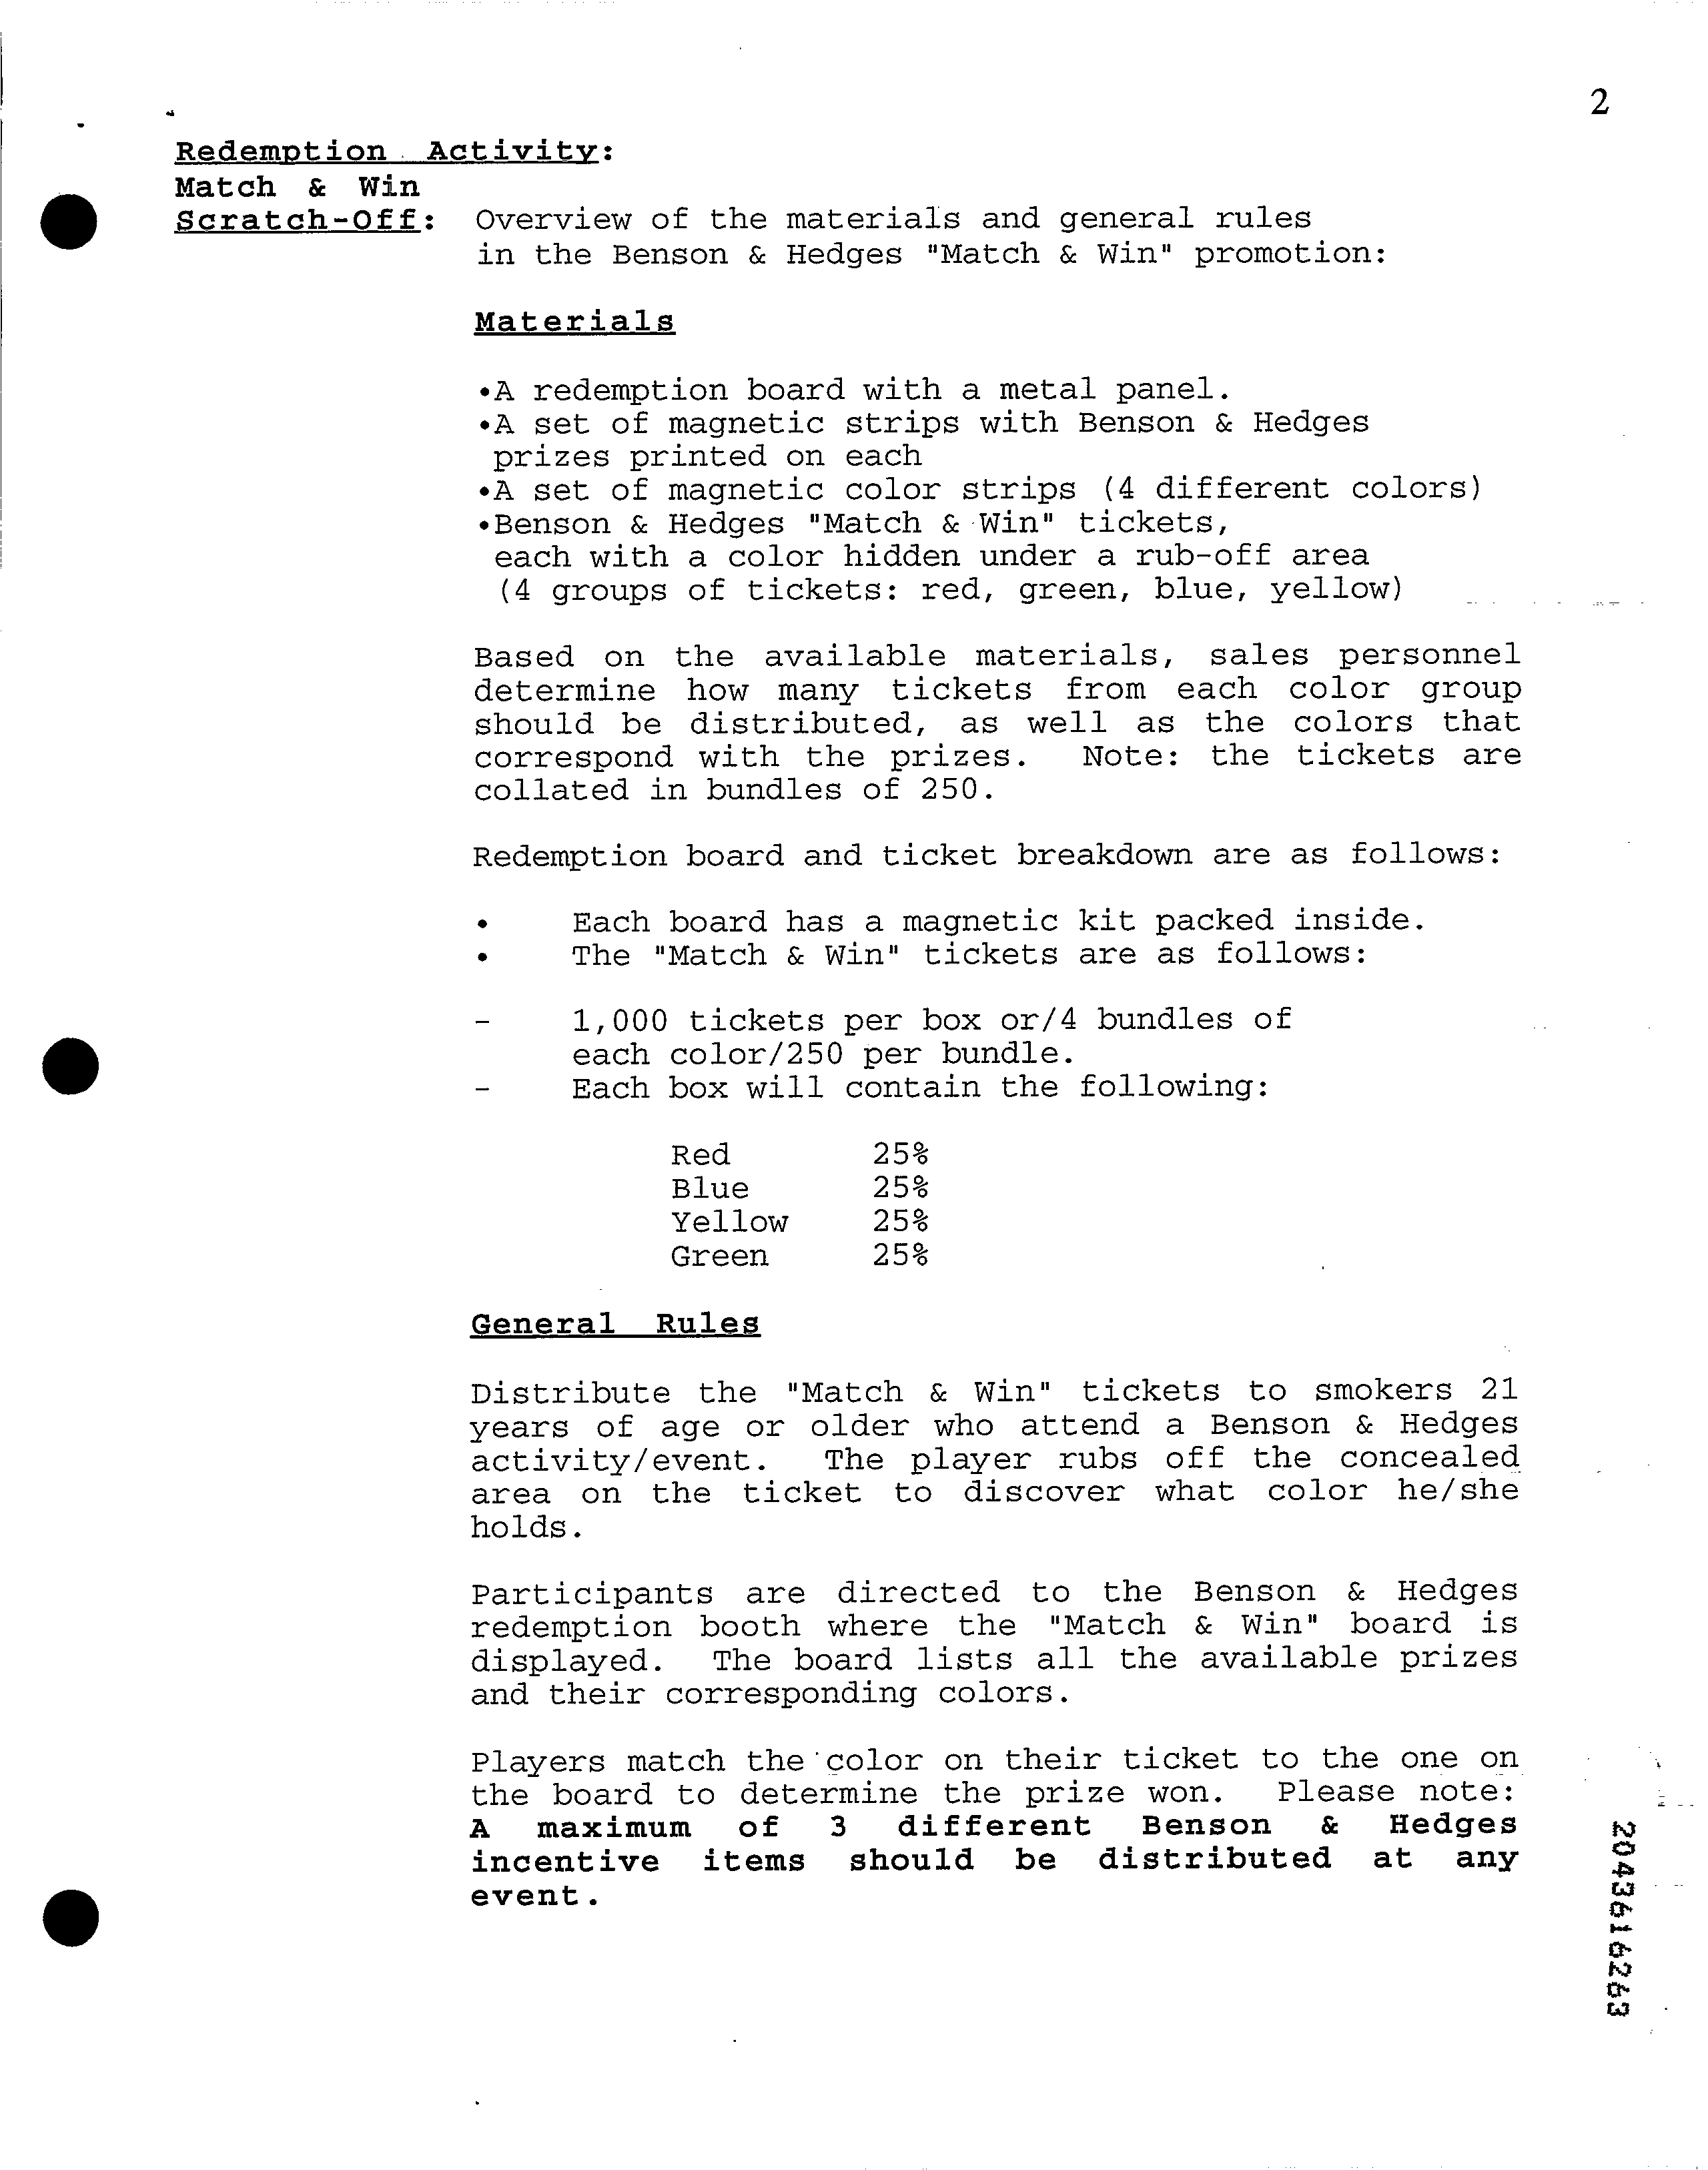 2
Redemption Activity:
Match & Win
Scratch-Off: Overview of the materials and general rules
in the Benson & Hedges "Match & Win" promotion:
Materials
•A redemption board with a metal panel.
•A set of magnetic strips with Benson & Hedges
prizes printed on each
•A set of magnetic color strips (4 different colors)
•Benson & Hedges "Match & Win" tickets,
each with a color hidden under a rub-off area
(4 groups of tickets: red, green, blue, yellow)
Based on the available materials, sales personnel
determine how many tickets from each color group
should be distributed, as well as the colors that
correspond with the prizes. Note: the tickets are
collated in bundles of 250.
Redemption board and ticket breakdown are as follows:
• Each board has a magnetic kit packed inside.
• The "Match & Win" tickets are as follows:
- 1,000 tickets per box or/4 bundles of
each color/250 per bundle.
- Each box will contain the following:
Red 25%
Blue 25%
Yellow 25%
Green 25%
General Rules
Distribute the "Match & Win" tickets to smokers 21
years of age or older who attend a Benson & Hedges
activity/event. The player rubs off the concealed
area on the ticket to discover what color he/she
holds.
Participants are directed to the Benson & Hedges
redemption booth where the "Match & Win" board is
displayed. The board lists all the available prizes
and their corresponding colors.
Players match the color on their ticket to the one on
the board to determine the prize won. Please note:
A maximum of 3 different Benson & Hedges
incentive items should be distributed at any
event.
2043616263